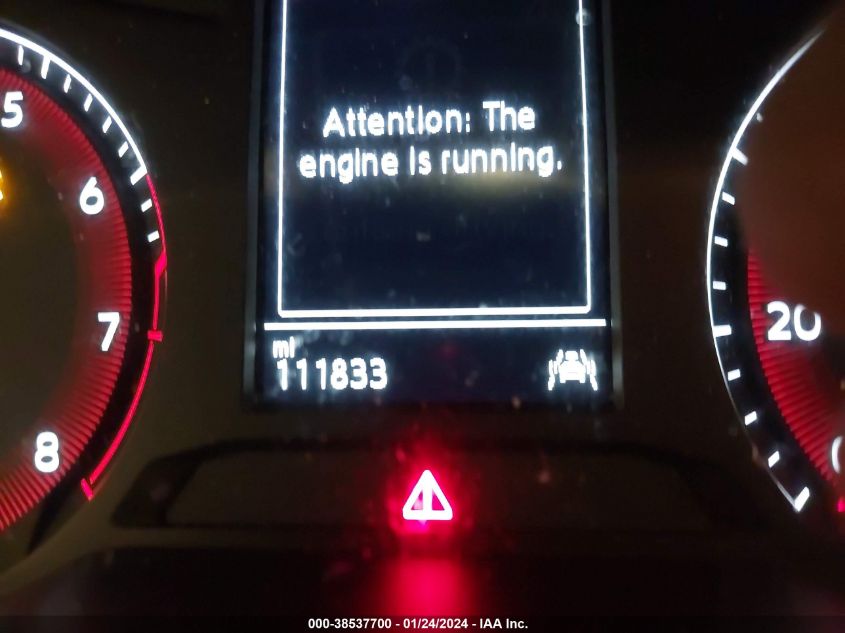 5
6
7
8
Attention: The
engine is running.
mi
111833
20
000-38537700 - 01/24/2024 - IAA Inc.